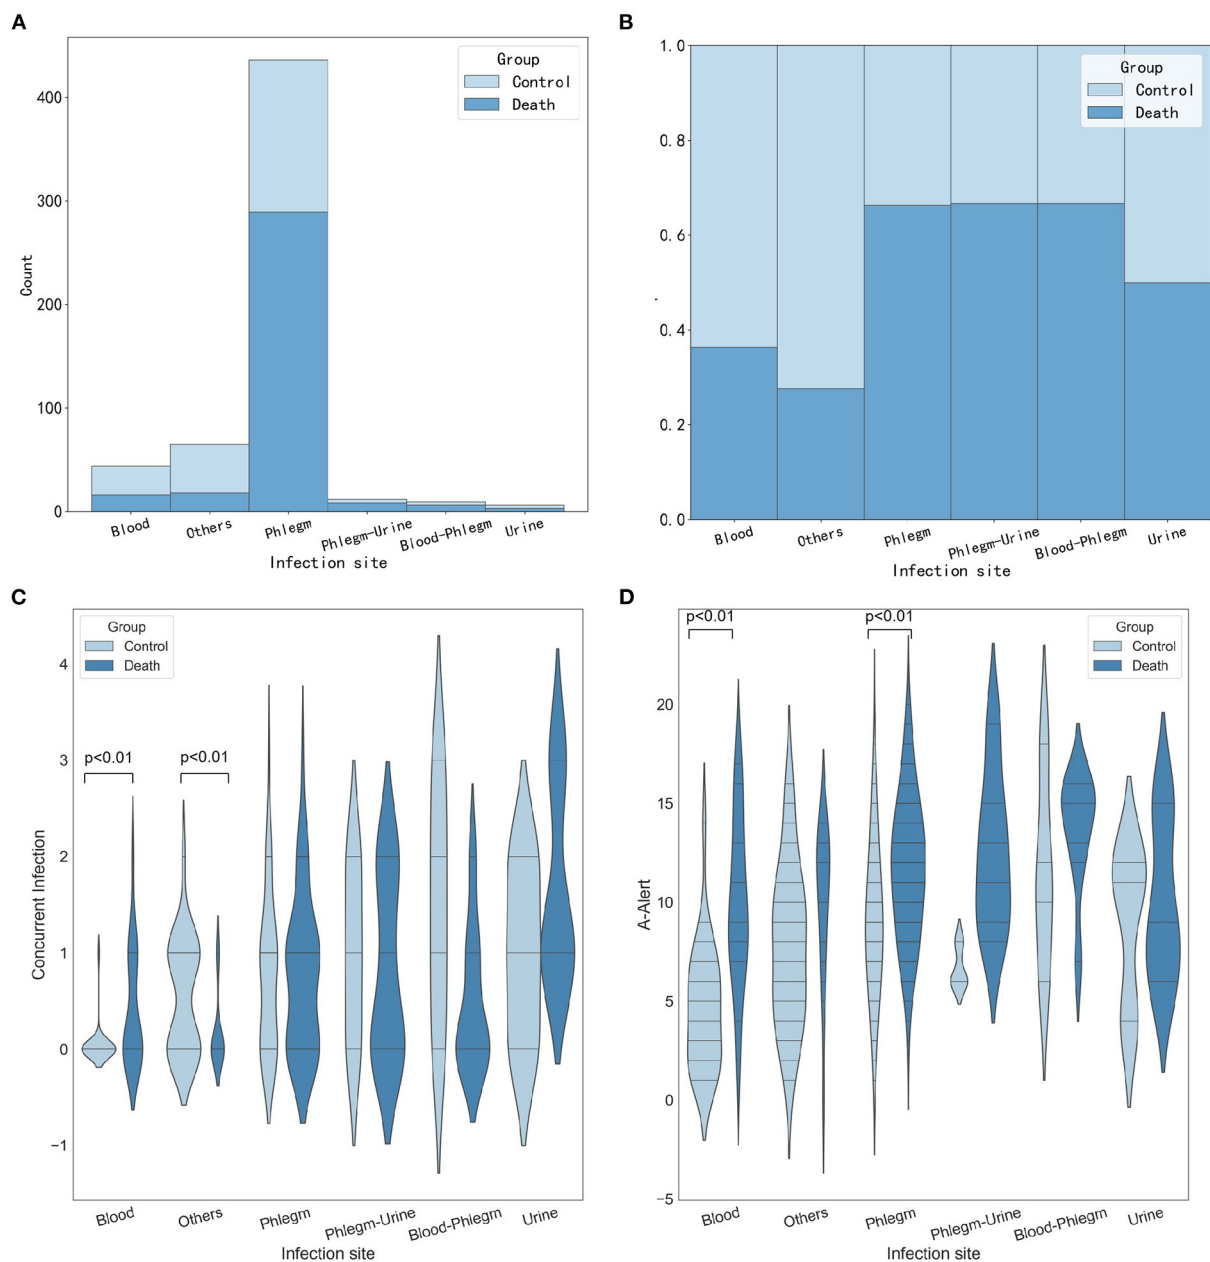 A
Group
Control
Death
400
300
200
100
0
Count
Blood
Others
Phlegm
Phlegm-Urine
Blood-Phlegm
Urine
Infection site
B
Group
Control
Death
1.0
0.8
0.6
0.4
0.2
0.0
Blood
Others
Phlegm
Phlegm-Urine
Blood-Phlegm
Urine
Infection site
C
Group
Control
Death
p<0.01
p<0.01
4
3
2
1
0
−1
Concurrent Infection
Blood
Others
Phlegm
Phlegm-Urine
Blood-Phlegm
Urine
Infection site
D
p<0.01
p<0.01
Group
Control
Death
20
15
10
5
0
−5
A-Alert
Blood
Others
Phlegm
Phlegm-Urine
Blood-Phlegm
Urine
Infection site